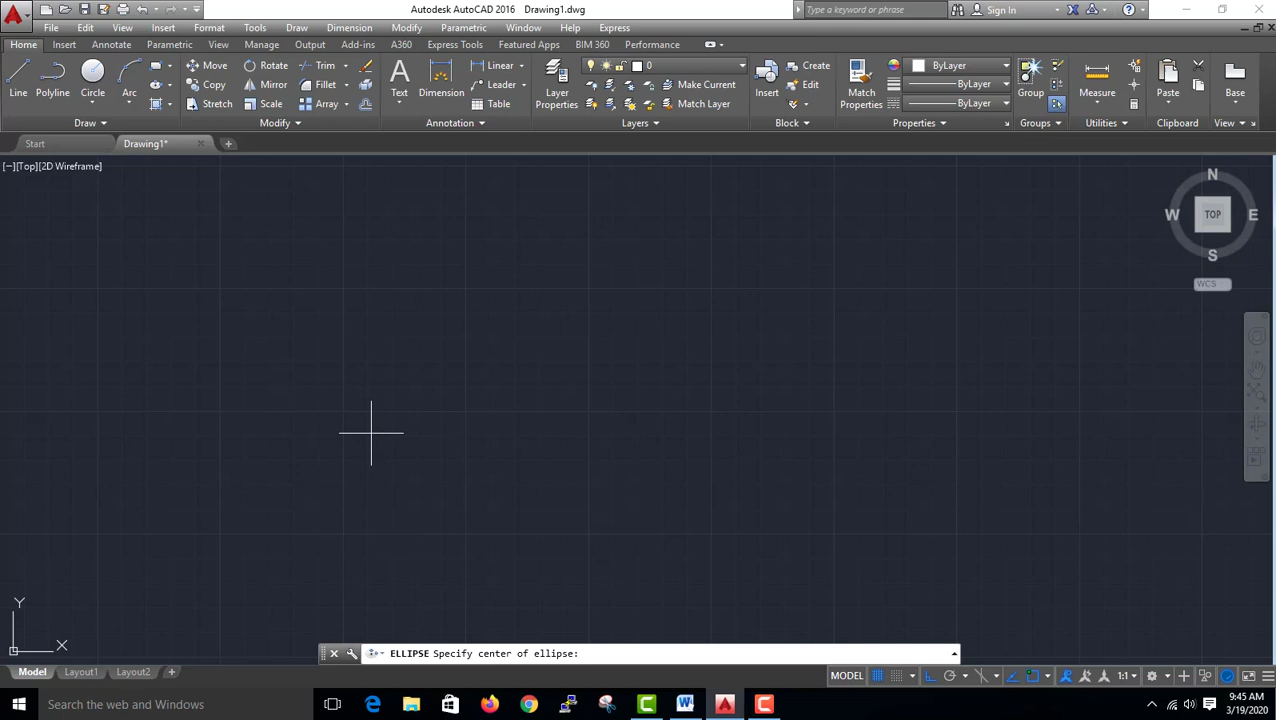 Autodesk AutoCAD 2016 Drawing1.dwg
Type a keyword or phrase
Sign In
File Edit View Insert Format Tools Draw Dimension Modify Parametric Window Help Express
Home Insert Annotate Parametric View Manage Output Add-ins A360 Express Tools Featured Apps BIM 360 Performance
Line Polyline Circle Arc
Move Rotate Trim
Copy Mirror Fillet
Stretch Scale Array
Text Dimension
Linear
Leader
Table
Layer Properties
0
Make Current
Match Layer
Insert
Create
Edit
Match Properties
ByLayer
ByLayer
ByLayer
Group
Measure
Paste
Base
Draw Modify Annotation Layers Block Properties Groups Utilities Clipboard View
Start Drawing1*
[−][Top][2D Wireframe]
N
W TOP E
S
WCS
Y
X
ELLIPSE Specify center of ellipse:
Model Layout1 Layout2
MODEL 1:1
Search the web and Windows
9:45 AM
3/19/2020